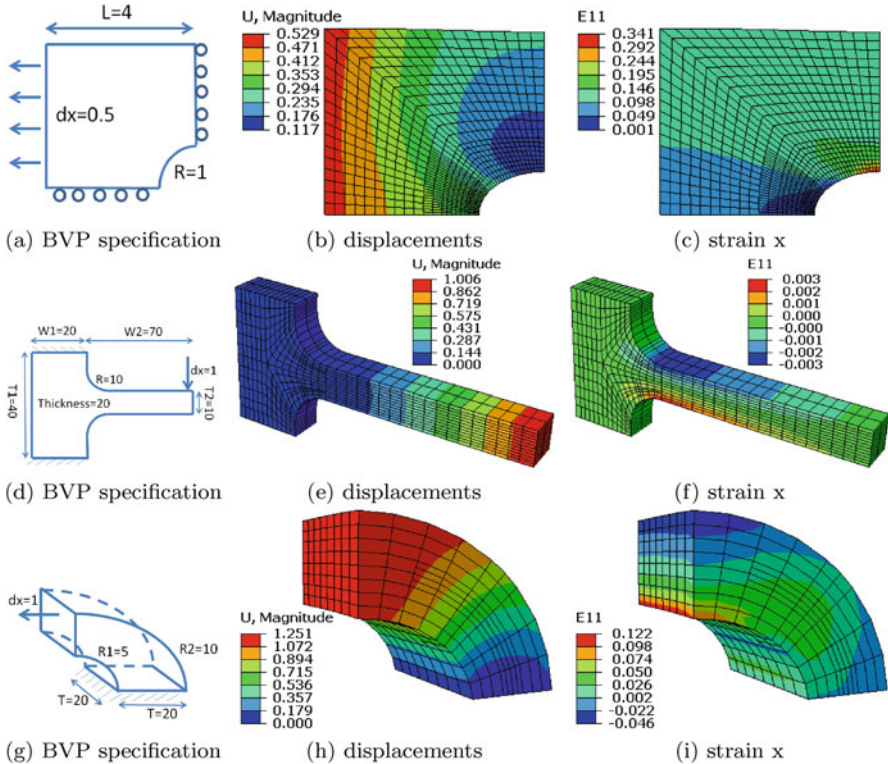 L=4
dx=0.5
R=1
(a) BVP specification
U, Magnitude
0.529
0.471
0.412
0.353
0.294
0.235
0.176
0.117
(b) displacements
E11
0.341
0.292
0.244
0.195
0.146
0.098
0.049
0.001
(c) strain x
W1=20
W2=70
T1=40
R=10
dx=1
Thickness=20
T2=10
(d) BVP specification
U, Magnitude
1.006
0.862
0.719
0.575
0.431
0.287
0.144
0.000
(e) displacements
E11
0.003
0.002
0.001
0.000
-0.000
-0.001
-0.002
-0.003
(f) strain x
dx=1
R1=5
R2=10
T=20
T=20
(g) BVP specification
U, Magnitude
1.251
1.072
0.894
0.715
0.536
0.357
0.179
0.000
(h) displacements
E11
0.122
0.098
0.074
0.050
0.026
0.002
-0.022
-0.046
(i) strain x